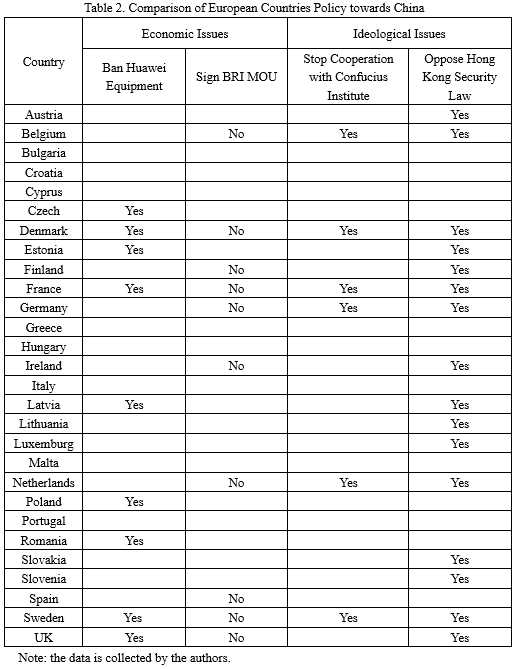 Table 2. Comparison of European Countries Policy towards China
Country
Economic Issues
Ideological Issues
Ban Huawei
Equipment
Sign BRI MOU
Stop Cooperation
with Confucius
Institute
Oppose Hong
Kong Security
Law
Austria Yes
Belgium No Yes Yes
Bulgaria
Croatia
Cyprus
Czech Yes
Denmark Yes No Yes Yes
Estonia Yes Yes
Finland No Yes
France Yes No Yes Yes
Germany No Yes Yes
Greece
Hungary
Ireland No Yes
Italy
Latvia Yes Yes
Lithuania Yes
Luxemburg Yes
Malta
Netherlands No Yes Yes
Poland Yes
Portugal
Romania Yes
Slovakia Yes
Slovenia Yes
Spain No
Sweden Yes No Yes Yes
UK Yes No Yes
Note: the data is collected by the authors.